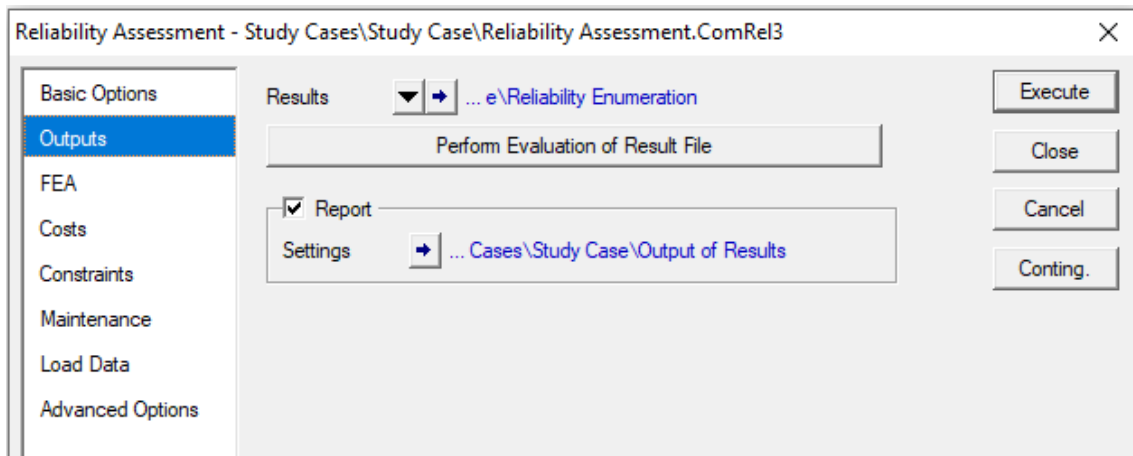 Reliability Assessment - Study Cases\Study Case\Reliability Assessment.ComRel3
Basic Options
Outputs
FEA
Costs
Constraints
Maintenance
Load Data
Advanced Options
Results ... e\Reliability Enumeration
Perform Evaluation of Result File
Report
Settings ... Cases\Study Case\Output of Results
Execute
Close
Cancel
Conting.